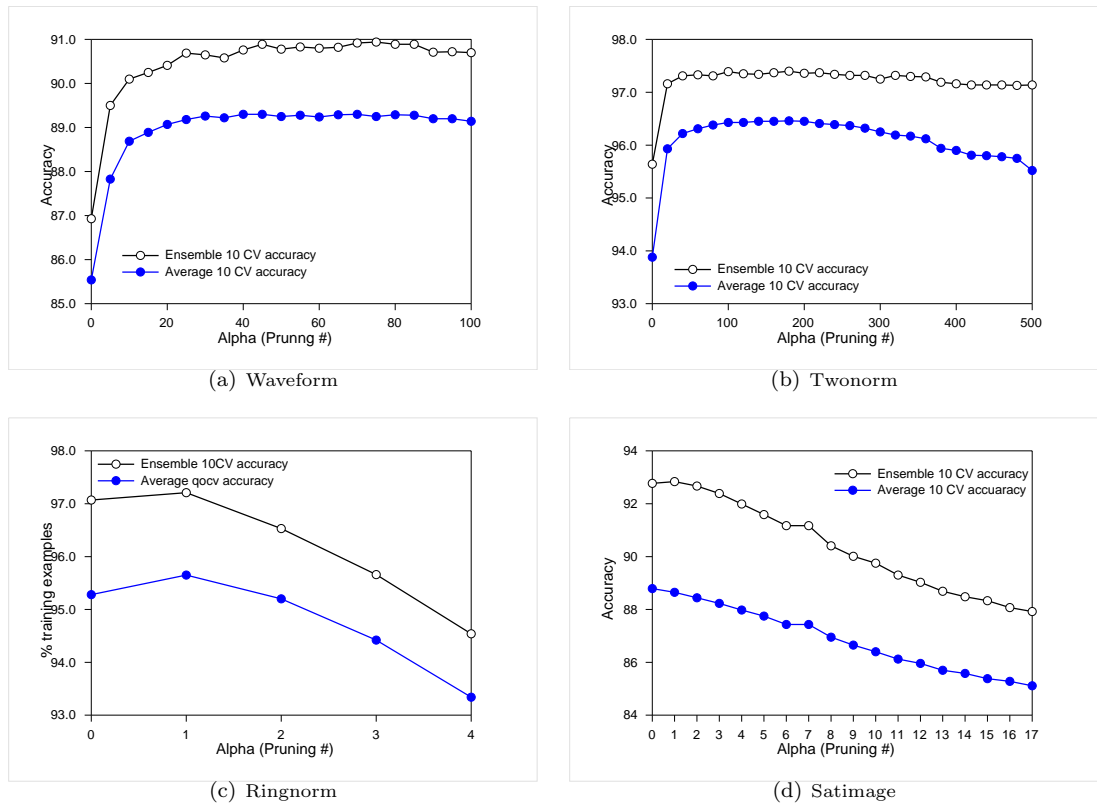 91.0
90.0
89.0
88.0
87.0
86.0
85.0
Accuracy
Ensemble 10 CV accuracy
Average 10 CV accuracy
0 20 40 60 80 100
Alpha (Prunng #)
(a) Waveform
98.0
97.0
96.0
95.0
94.0
93.0
Accuracy
Ensemble 10 CV accuracy
Average 10 CV accuracy
0 100 200 300 400 500
Alpha (Pruning #)
(b) Twonorm
98.0
97.0
96.0
95.0
94.0
93.0
% training examples
Ensemble 10CV accuracy
Average qocv accuracy
0 1 2 3 4
Alpha (Pruning #)
(c) Ringnorm
94
92
90
88
86
84
Accuracy
Ensemble 10 CV accuracy
Average 10 CV accuaracy
0 1 2 3 4 5 6 7 8 9 10 11 12 13 14 15 16 17
Alpha (Pruning #)
(d) Satimage